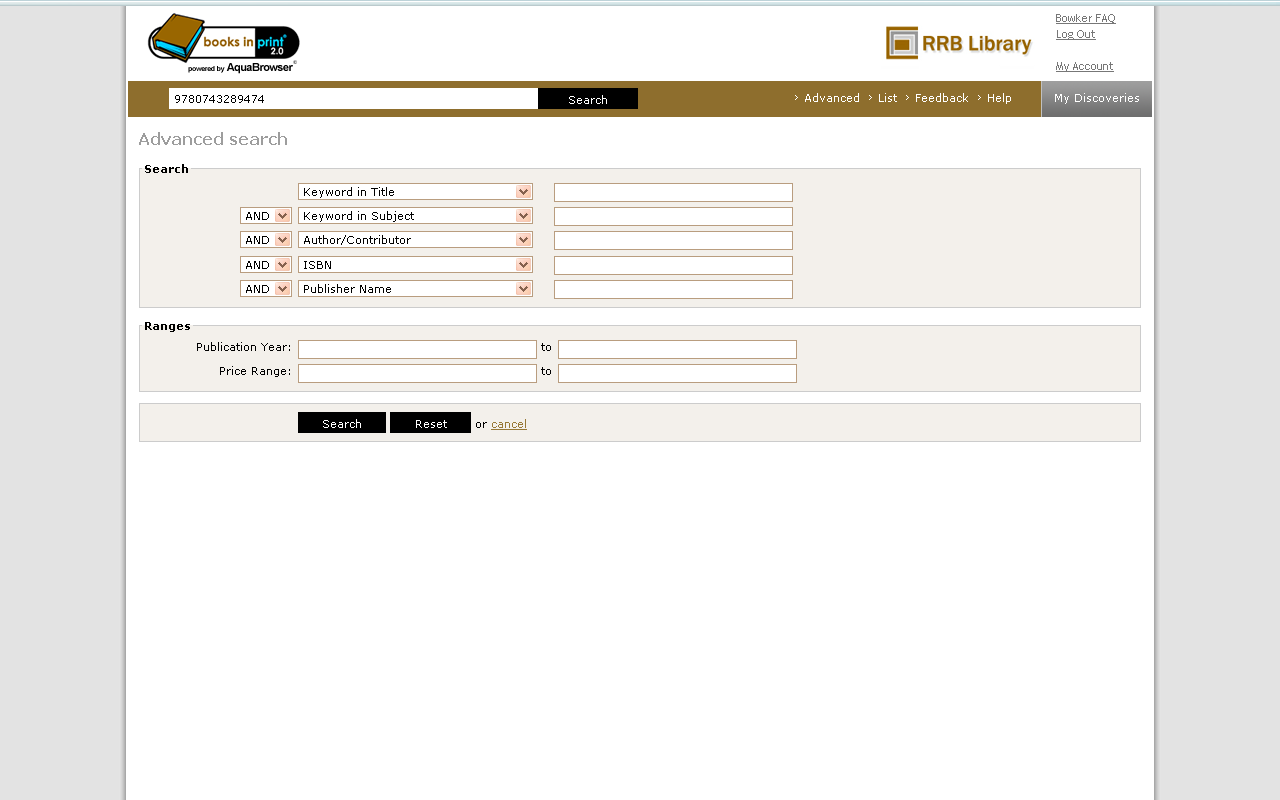 books in print
2.0
powered by AquaBrowser
RRB Library
Bowker FAQ
Log Out
My Account
9780743289474 Search › Advanced › List › Feedback › Help My Discoveries
Advanced search
Search
Keyword in Title
AND Keyword in Subject
AND Author/Contributor
AND ISBN
AND Publisher Name
Ranges
Publication Year: to
Price Range: to
Search Reset or cancel